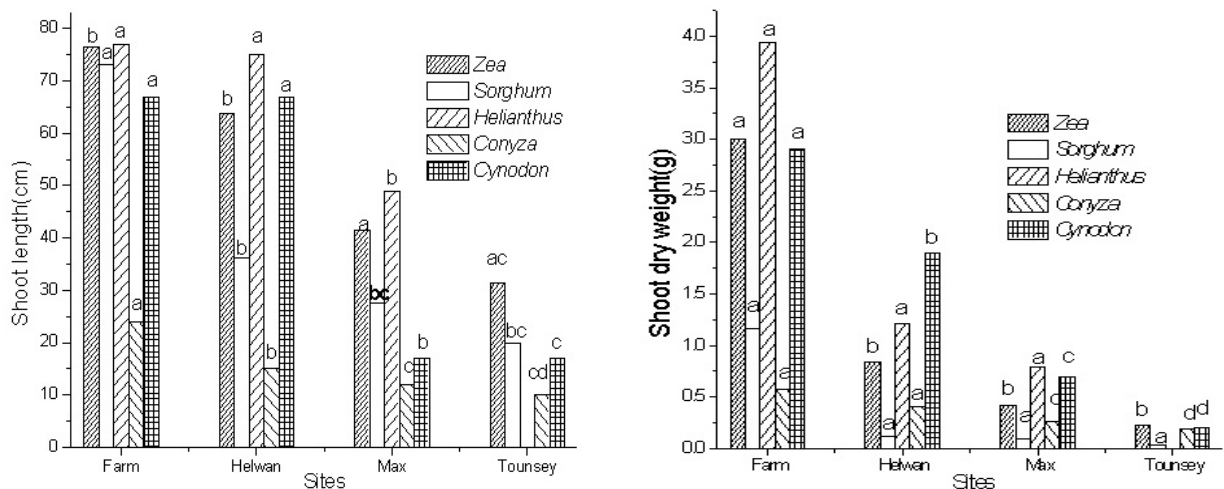 Shoot length(cm)
80
70
60
50
40
30
20
10
0
b a a a a
b b a b a
a bc b c b
ac bc cd c
Zea
Sorghum
Helianthus
Conyza
Cynodon
Farm Helwan Max Tounsey
Sites
Shoot dry weight(g)
4.0
3.5
3.0
2.5
2.0
1.5
1.0
0.5
0.0
a a a a a
b a a a b
b a a c c
b a d d
Zea
Sorghum
Helianthus
Conyza
Cynodon
Farm Helwan Max Tounsey
Sites